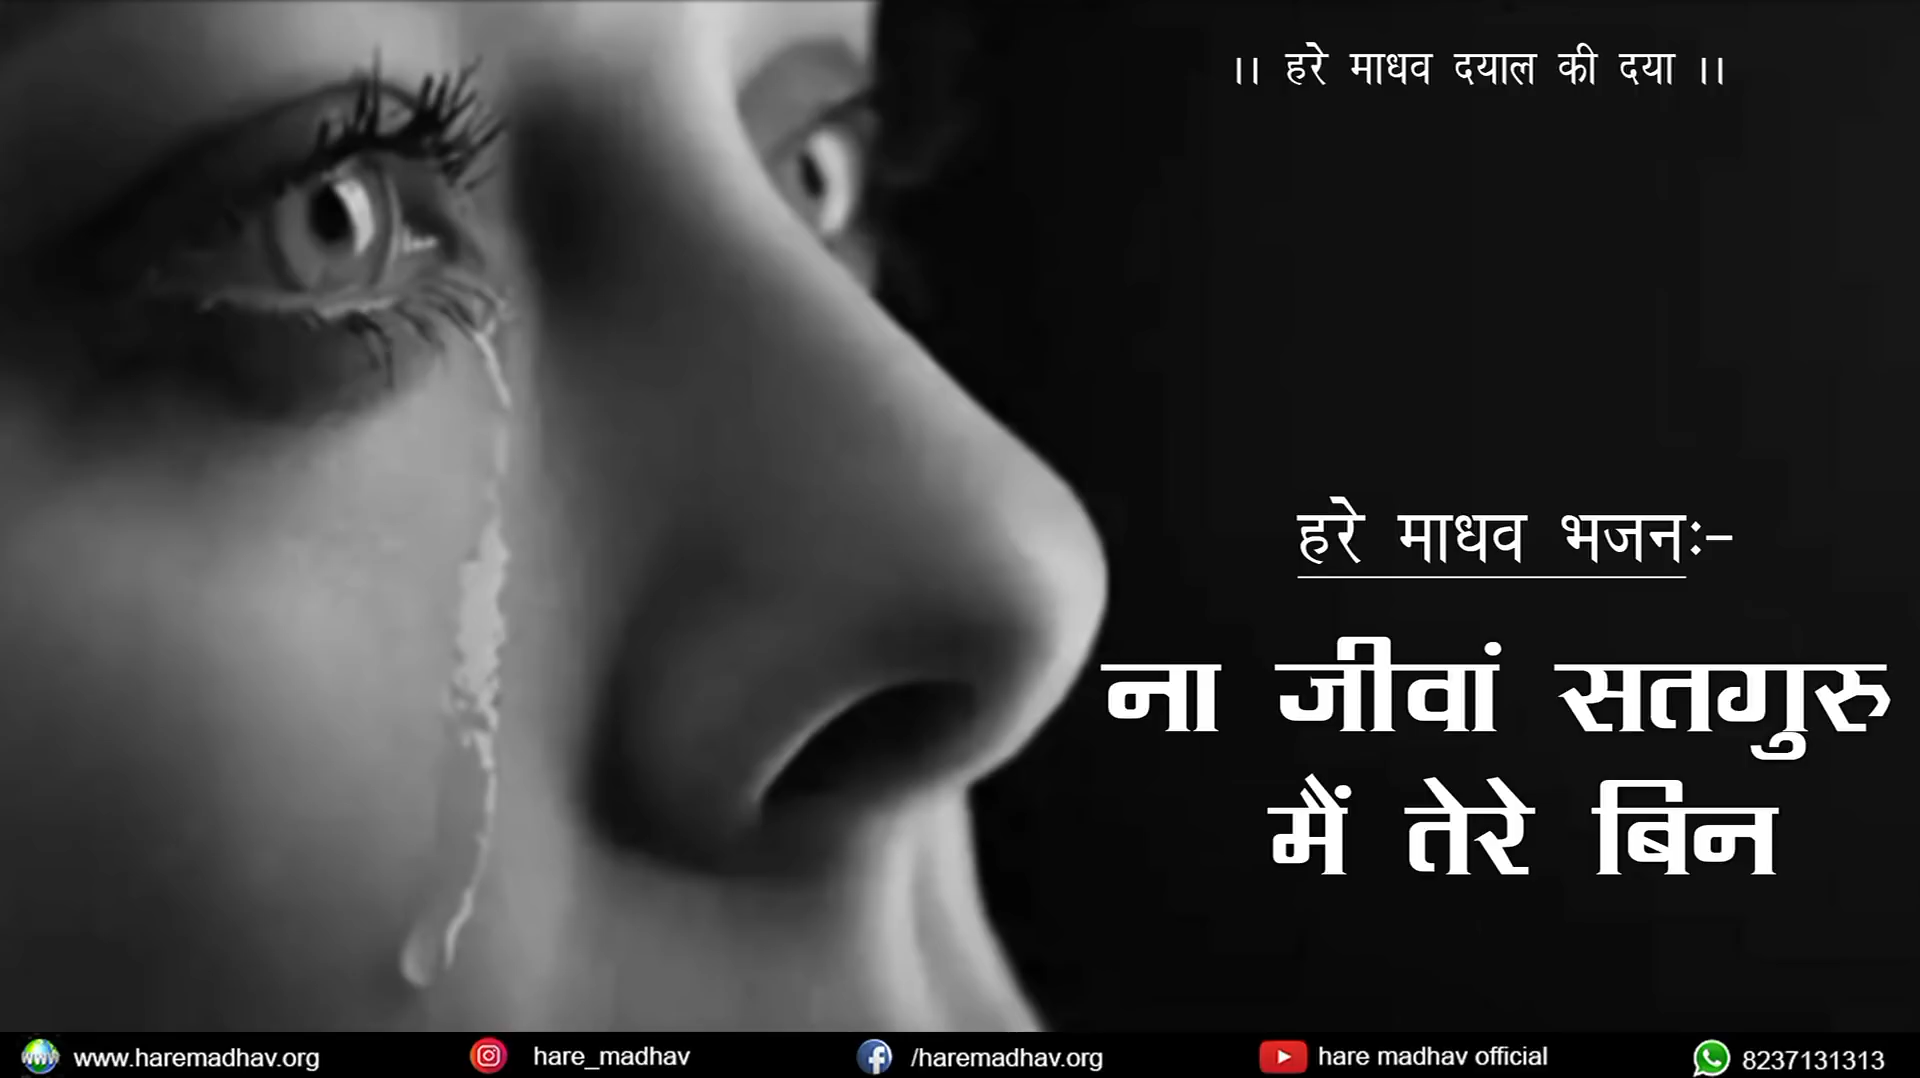 ।। हरे माधव दयाल की दया ।।
हरे माधव भजनः-
ना जीवां सतगुरु
मैं तेरे बिन
www.haremadhav.org hare_madhav /haremadhav.org hare madhav official 8237131313